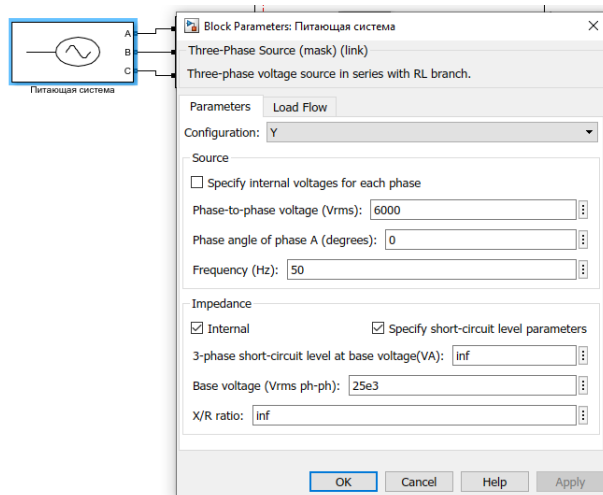 A
B
C
Питающая система
Block Parameters: Питающая система
Three-Phase Source (mask) (link)
Three-phase voltage source in series with RL branch.
Parameters Load Flow
Configuration: Y
Source
Specify internal voltages for each phase
Phase-to-phase voltage (Vrms): 6000
Phase angle of phase A (degrees): 0
Frequency (Hz): 50
Impedance
Internal Specify short-circuit level parameters
3-phase short-circuit level at base voltage(VA): inf
Base voltage (Vrms ph-ph): 25e3
X/R ratio: inf
OK Cancel Help Apply